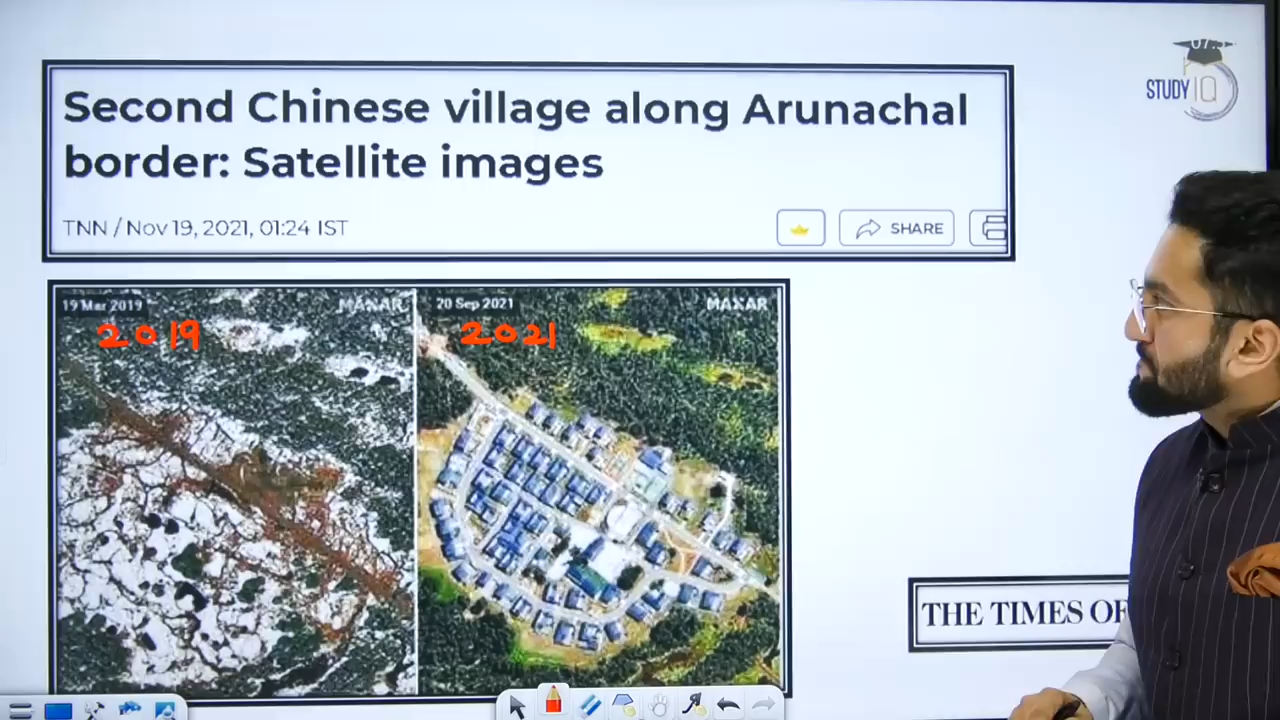 Second Chinese village along Arunachal
border: Satellite images
TNN / Nov 19, 2021, 01:24 IST
SHARE
STUDY IQ
19 Mar 2019
MAXAR
2019
20 Sep 2021
MAXAR
2021
THE TIMES OF